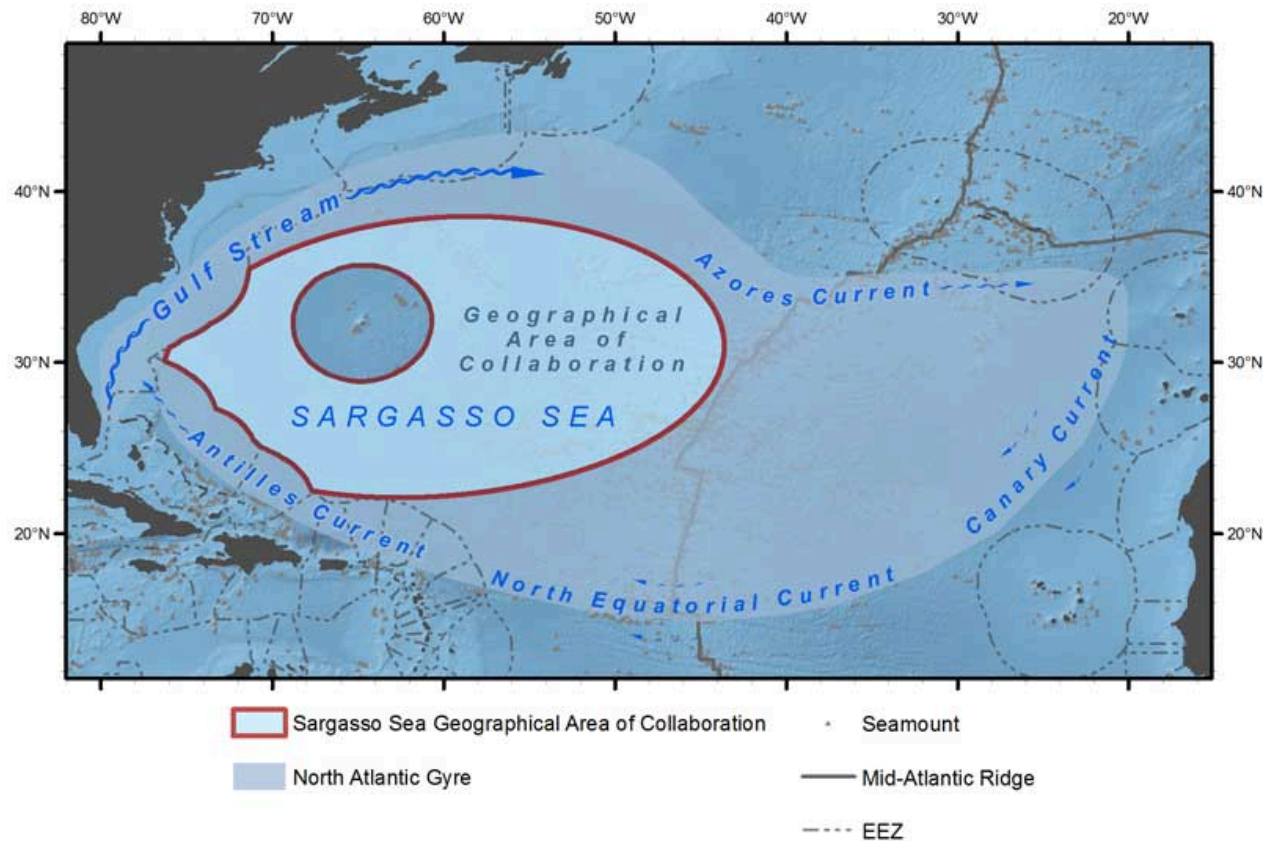 80°W 70°W 60°W 50°W 40°W 30°W 20°W
40°N 40°N
30°N 30°N
20°N 20°N
Gulf Stream
Azores Current
Geographical
Area of
Collaboration
SARGASSO SEA
Canary Current
Antilles Current
North Equatorial Current
Sargasso Sea Geographical Area of Collaboration
North Atlantic Gyre
Seamount
Mid-Atlantic Ridge
EEZ